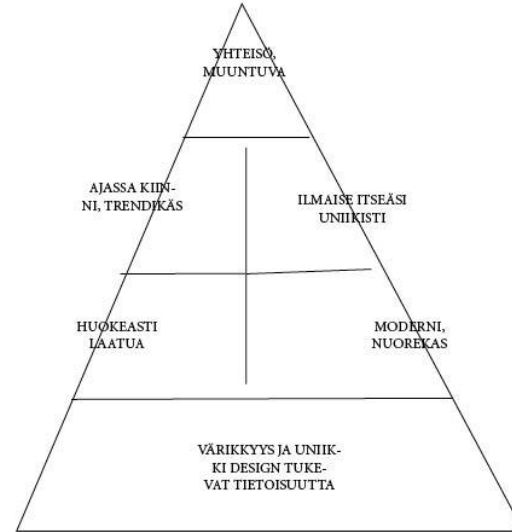 YHTEISÖ,
MUUNTUVA
AJASSA KIIN-
NI, TRENDIKÄS
ILMAISE ITSEÄSI
UNIIKISTI
HUOKEASTI
LAATUA
MODERNI,
NUOREKAS
VÄRIKKYYS JA UNIIK-
KI DESIGN TUKE-
VAT TIETOISUUTTA